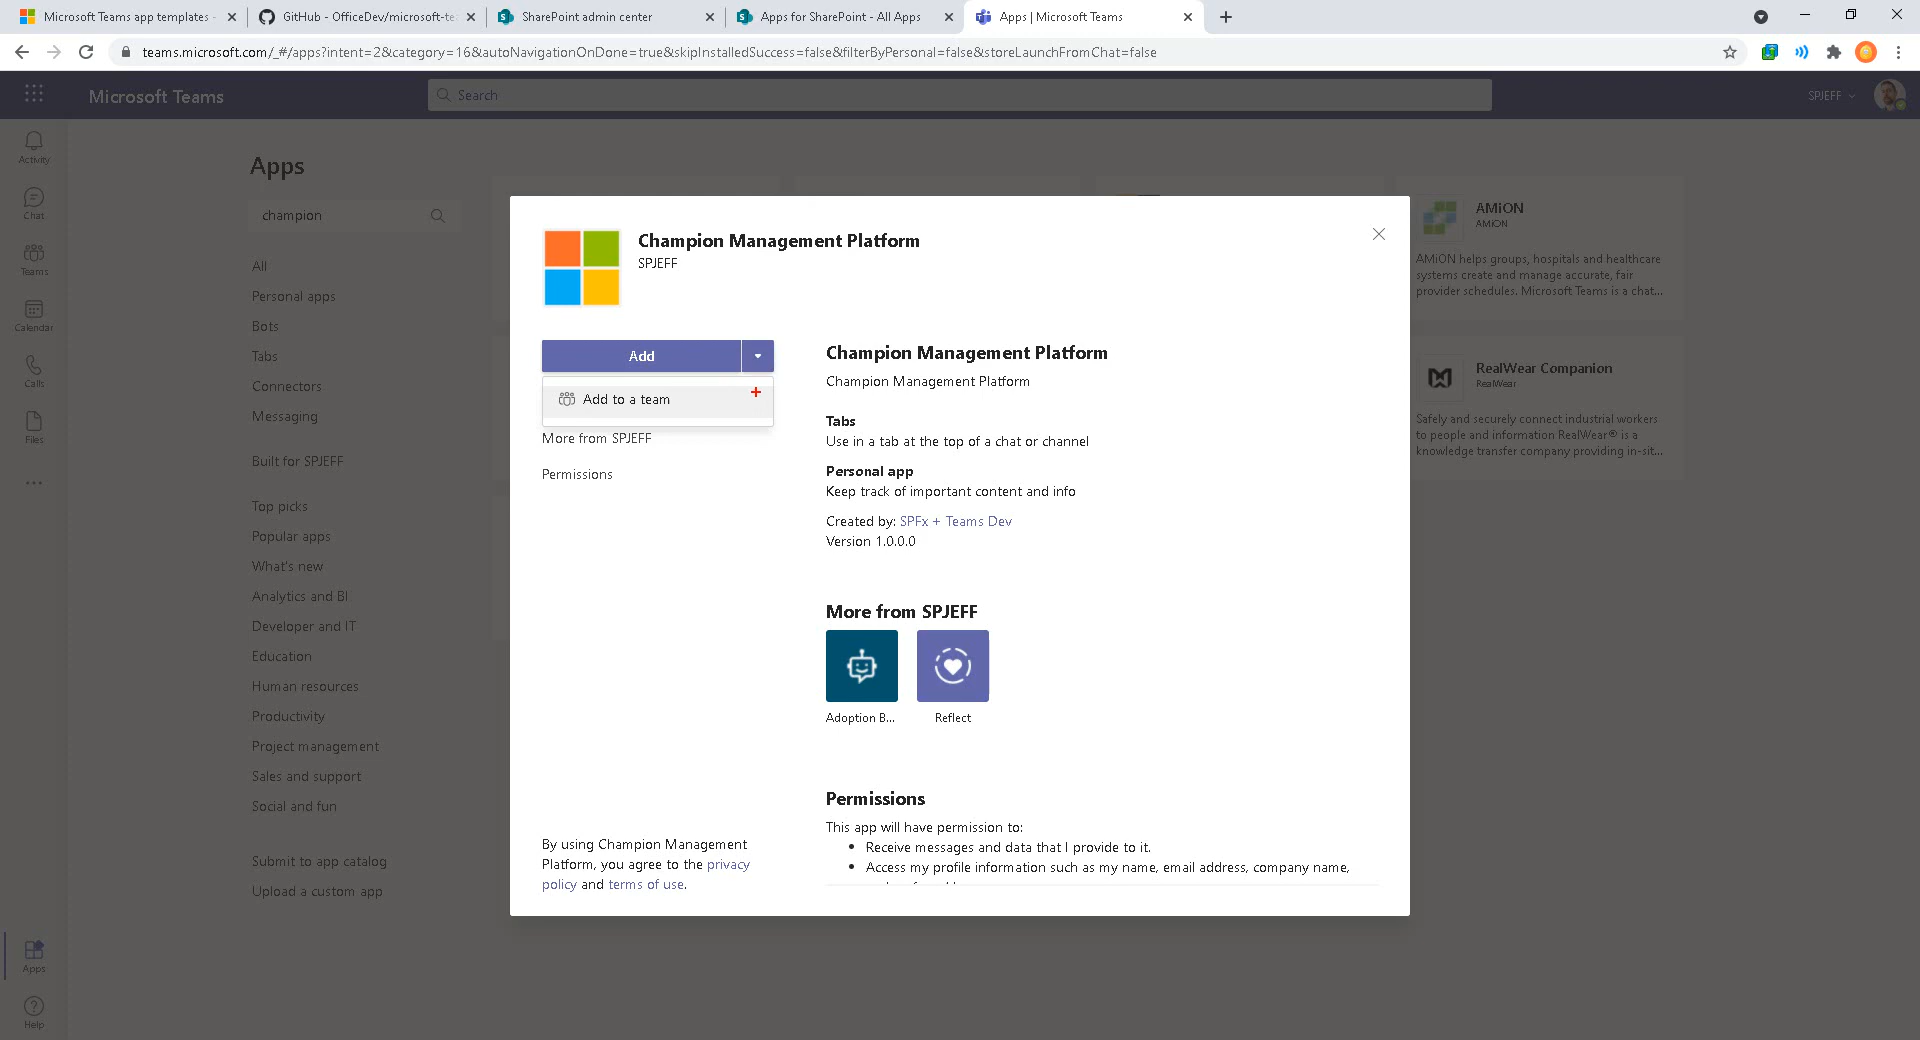 Microsoft Teams app templates -
GitHub - OfficeDev/microsoft-te
SharePoint admin center
Apps for SharePoint - All Apps
Apps | Microsoft Teams
teams.microsoft.com/_#/apps?intent=2&category=16&autoNavigationOnDone=true&skipInstalledSuccess=false&filterByPersonal=false&storeLaunchFromChat=false
Microsoft Teams
Search
SPJEFF
Activity
Chat
Teams
Calendar
Calls
Files
Apps
Help
Apps
champion
All
Personal apps
Bots
Tabs
Connectors
Messaging
Built for SPJEFF
Top picks
Popular apps
What's new
Analytics and BI
Developer and IT
Education
Human resources
Productivity
Project management
Sales and support
Social and fun
Submit to app catalog
Upload a custom app
Champion Management Platform
SPJEFF
Add
Add to a team
More from SPJEFF
Permissions
By using Champion Management
Platform, you agree to the privacy
policy and terms of use.
Champion Management Platform
Champion Management Platform
Tabs
Use in a tab at the top of a chat or channel
Personal app
Keep track of important content and info
Created by: SPFx + Teams Dev
Version 1.0.0.0
More from SPJEFF
Adoption B...
Reflect
Permissions
This app will have permission to:
Receive messages and data that I provide to it.
Access my profile information such as my name, email address, company name,
AMiON
AMiON
AMiON helps groups, hospitals and healthcare
systems create and manage accurate, fair
provider schedules. Microsoft Teams is a chat...
RealWear Companion
RealWear
Safely and securely connect industrial workers
to people and information RealWear® is a
knowledge transfer company providing in-sit...